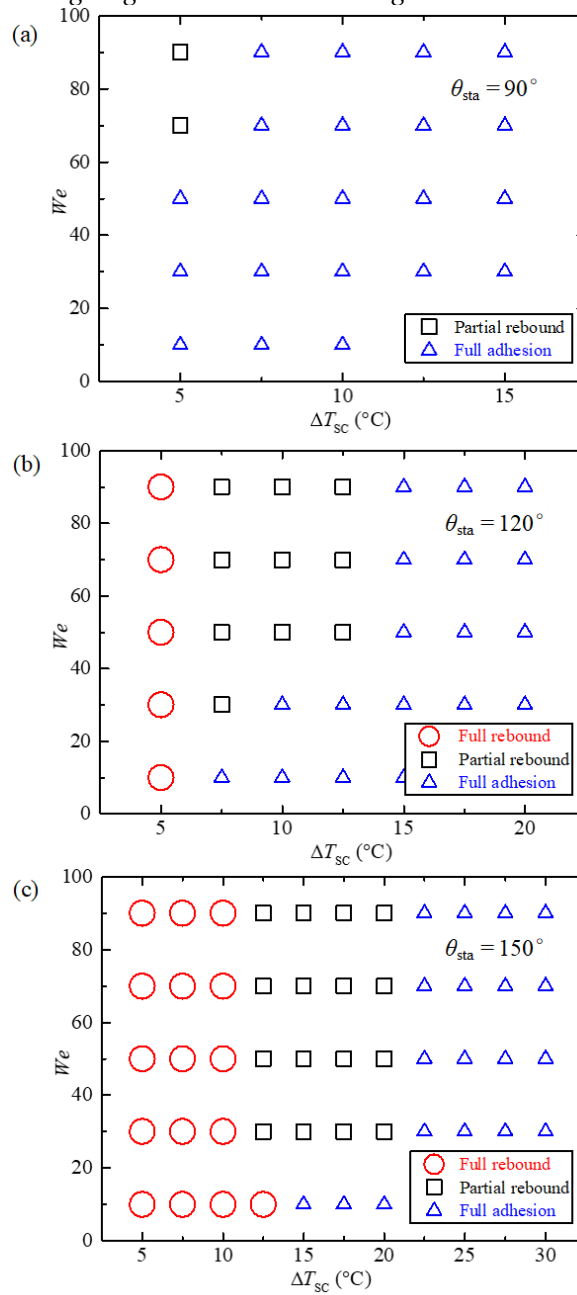 (a)
100
80
60
40
20
0
We
θsta = 90°
Partial rebound
Full adhesion
5
10
15
ΔTSC (°C)
(b)
100
80
60
40
20
0
We
θsta = 120°
Full rebound
Partial rebound
Full adhesion
5
10
15
20
ΔTSC (°C)
(c)
100
80
60
40
20
0
We
θsta = 150°
Full rebound
Partial rebound
Full adhesion
5
10
15
20
25
30
ΔTSC (°C)